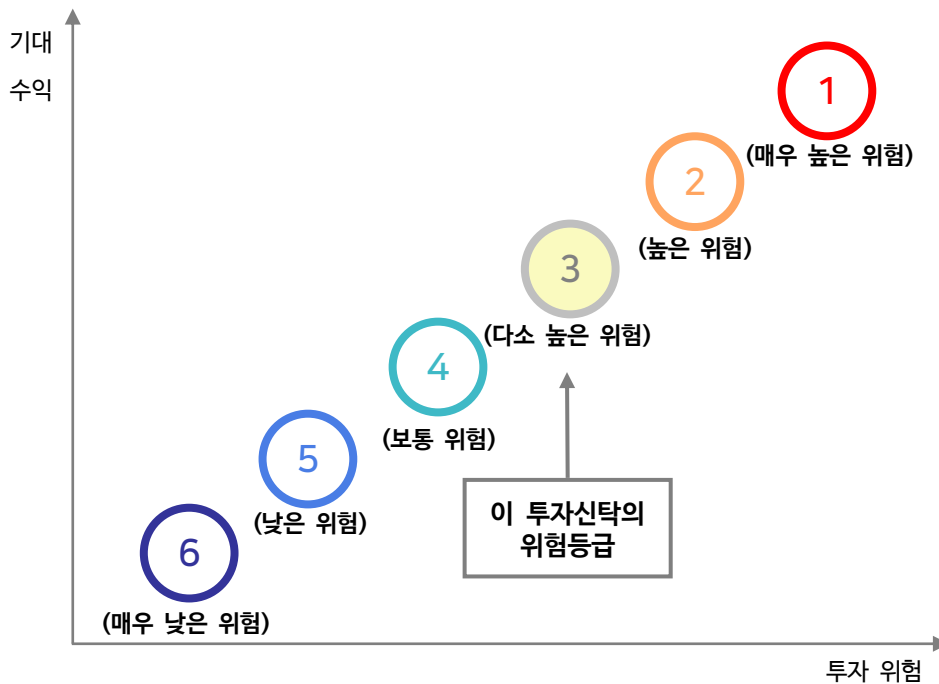 기대
수익
1
(매우 높은 위험)
2
(높은 위험)
3
(다소 높은 위험)
4
(보통 위험)
5
(낮은 위험)
이 투자신탁의
위험등급
6
(매우 낮은 위험)
투자 위험